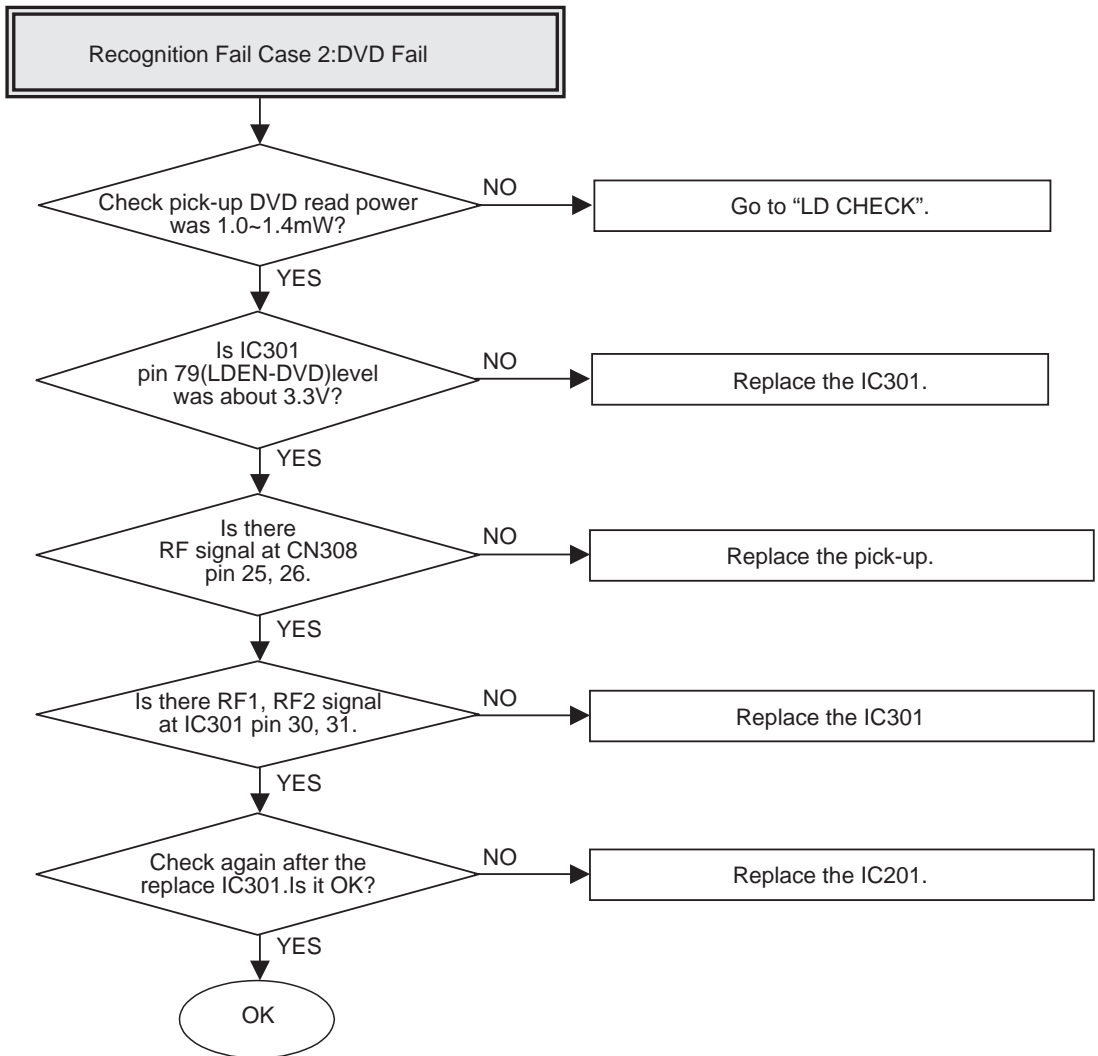 Recognition Fail Case 2:DVD Fail
Check pick-up DVD read power
was 1.0~1.4mW?
NO
Go to “LD CHECK”.
YES
Is IC301
pin 79(LDEN-DVD)level
was about 3.3V?
NO
Replace the IC301.
YES
Is there
RF signal at CN308
pin 25, 26.
NO
Replace the pick-up.
YES
Is there RF1, RF2 signal
at IC301 pin 30, 31.
NO
Replace the IC301
YES
Check again after the
replace IC301.Is it OK?
NO
Replace the IC201.
YES
OK